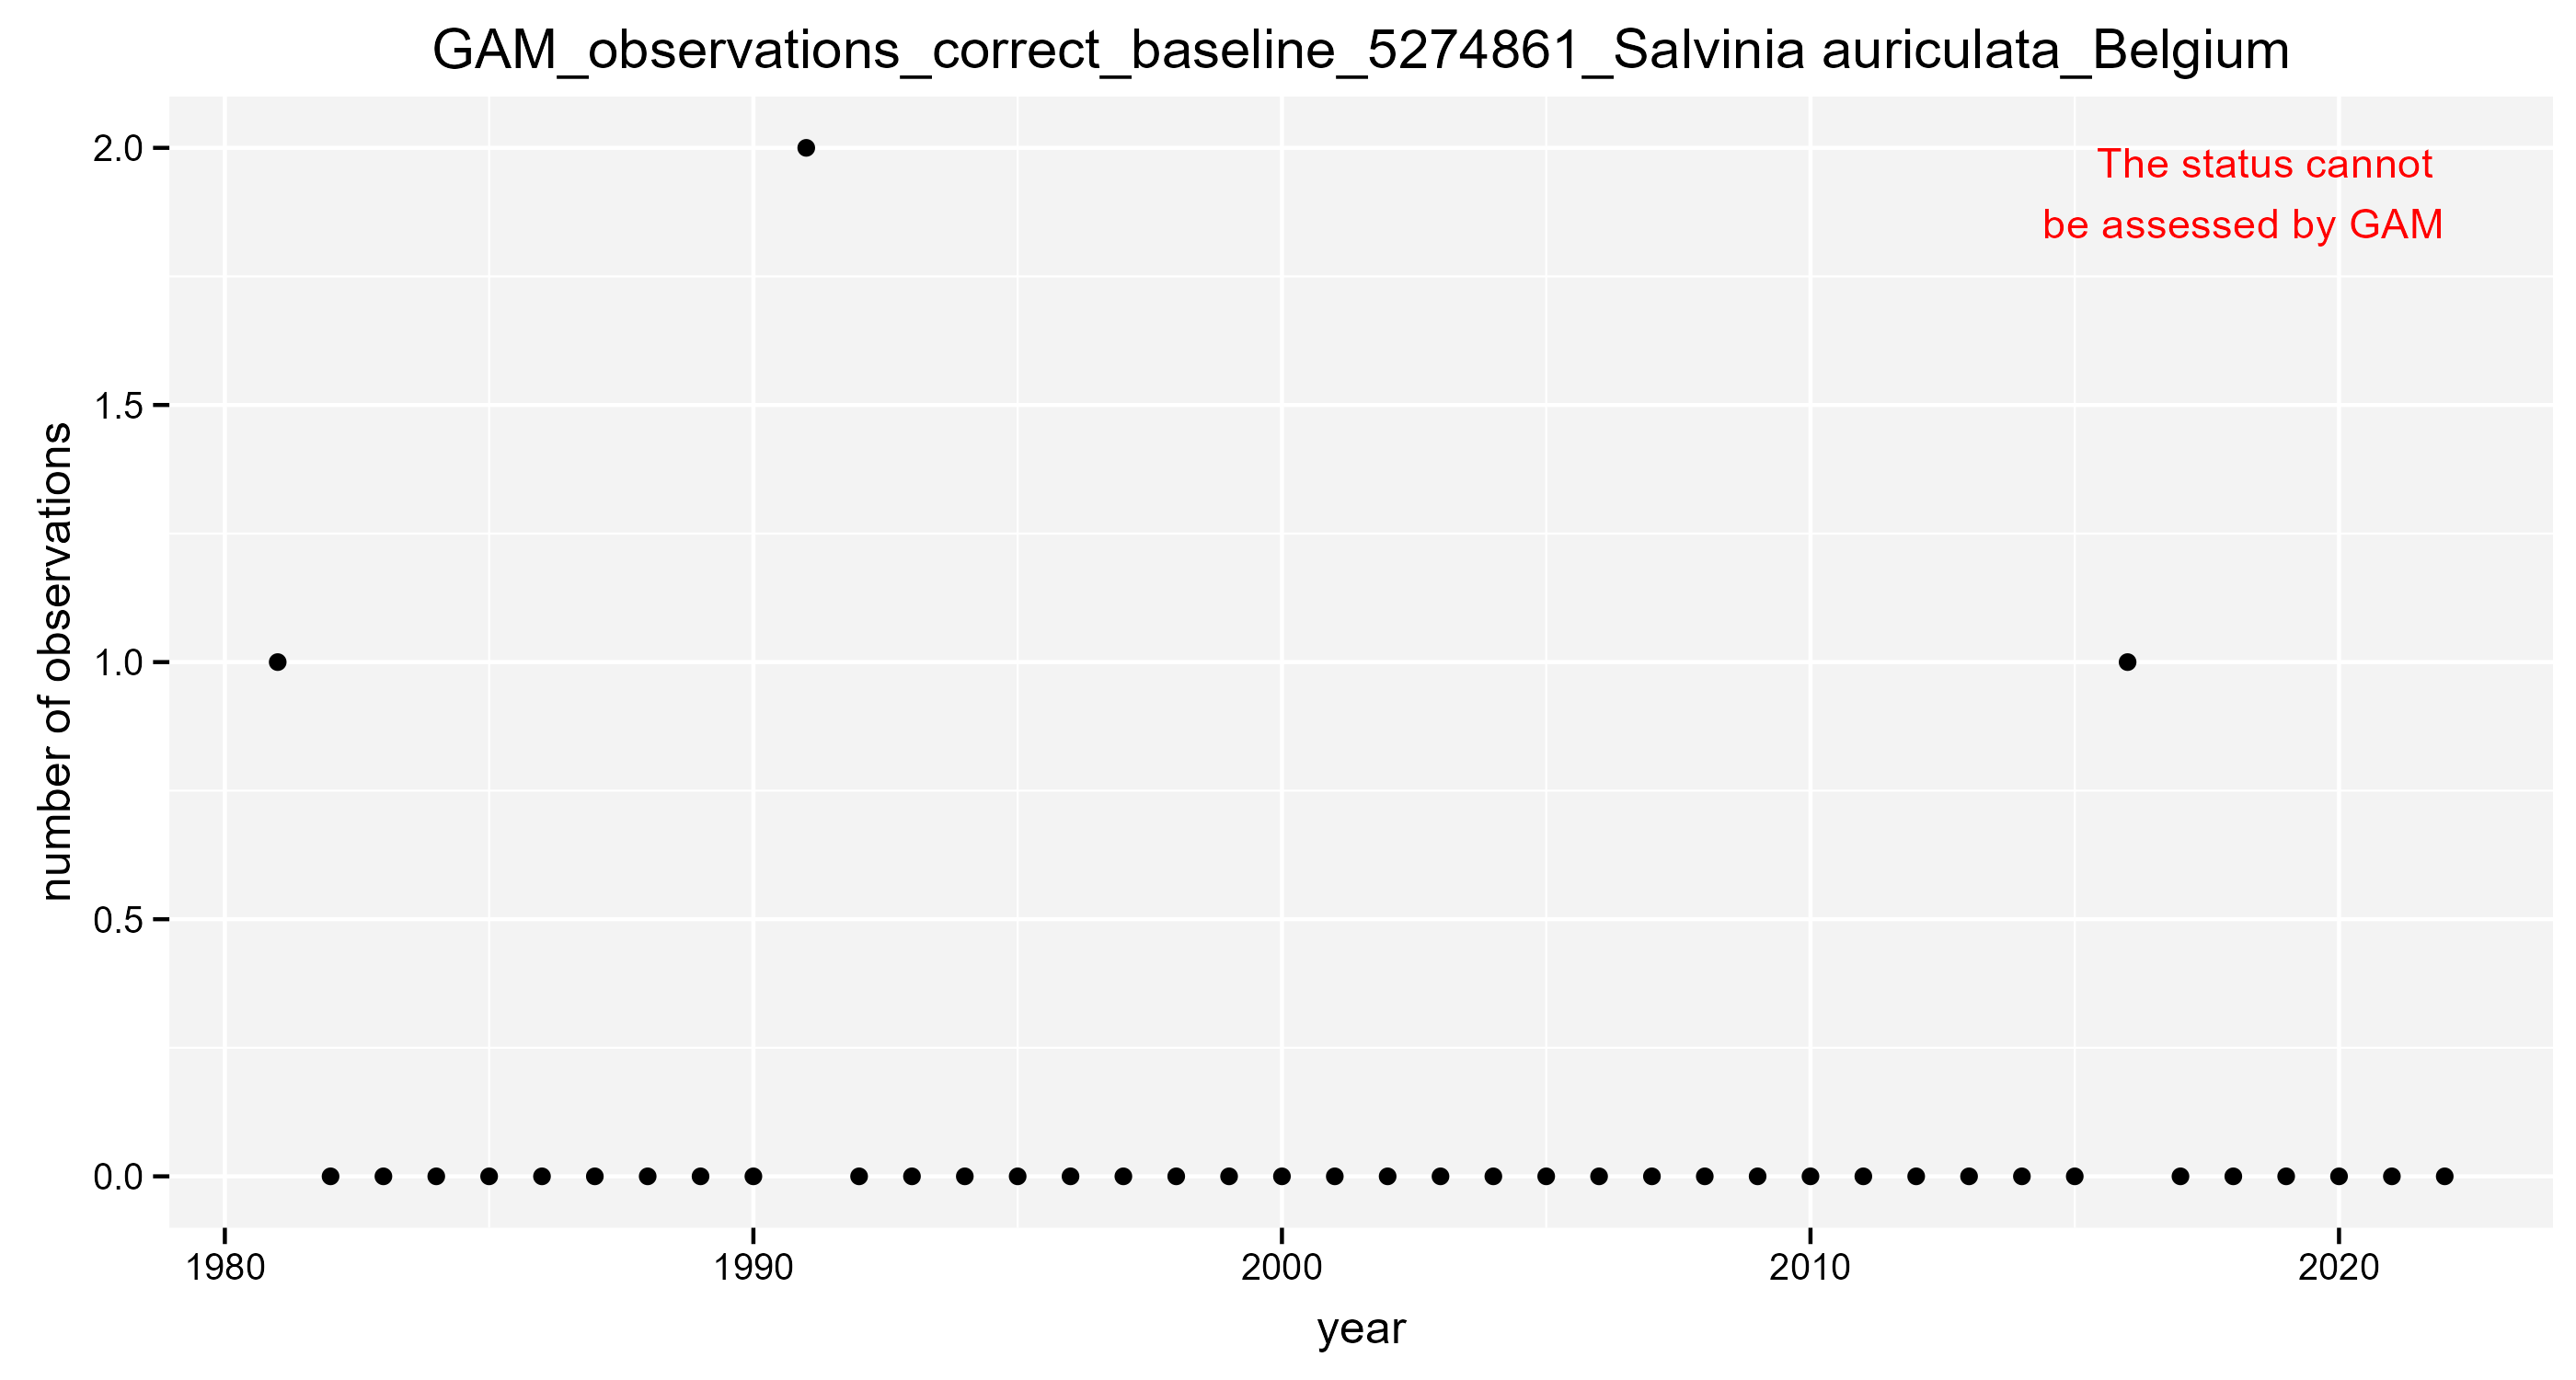 GAM_observations_correct_baseline_5274861_Salvinia auriculata_Belgium
The status cannot
be assessed by GAM
number of observations
2.0
1.5
1.0
0.5
0.0
1980 1990 2000 2010 2020
year